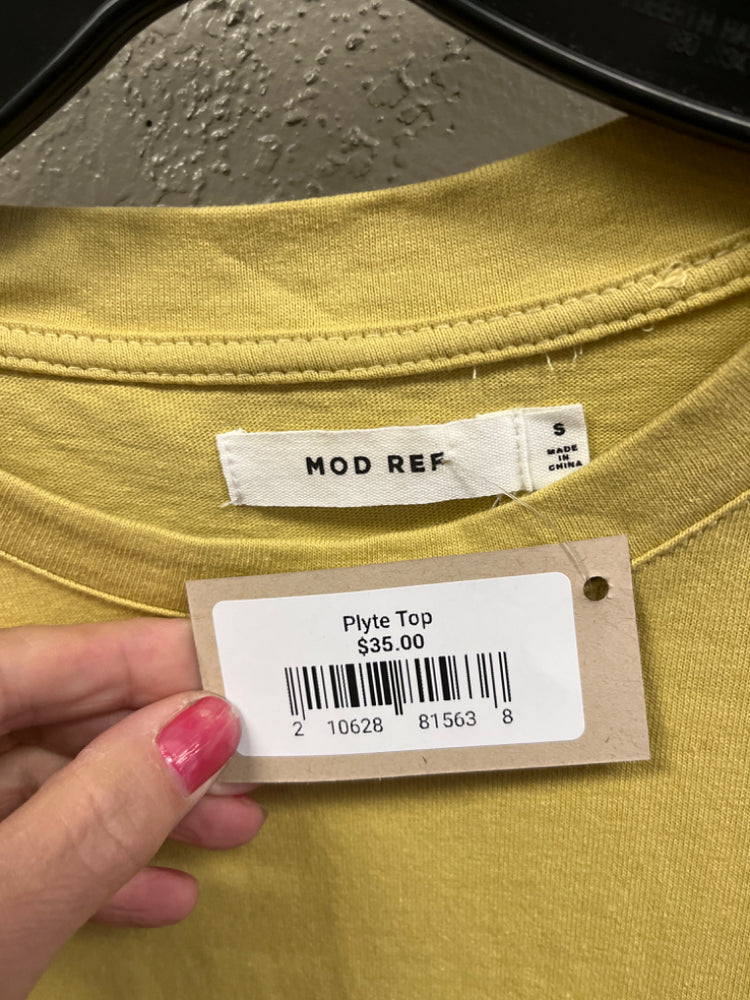 MOD REF
S
MADE
IN
CHINA
Plyte Top
$35.00
2 10628 81563 8